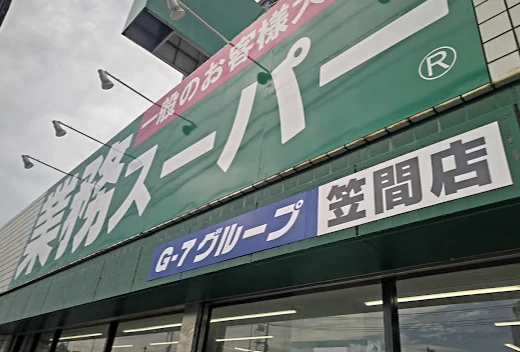 一般のお客様大
業務スーパー®
G-7グループ 笠間店